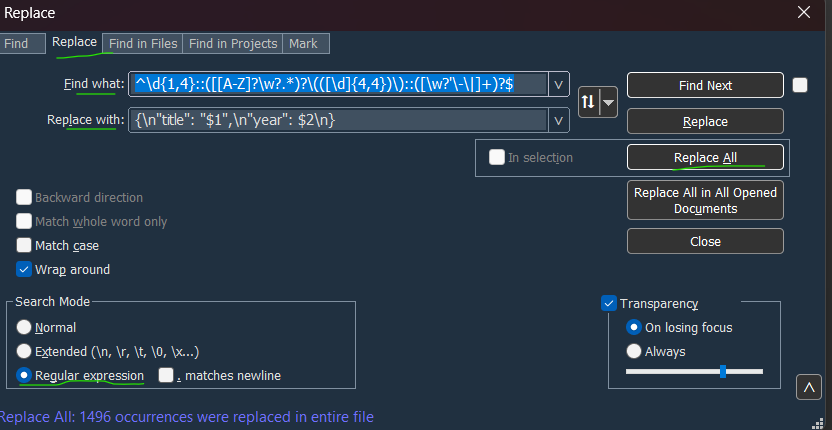 Replace
Find Replace Find in Files Find in Projects Mark
Find what: ^\d{1,4}::([[A-Z]?\w?.*)?\(([\d]{4,4})\)::([\w?'\-\|]+)?$ Find Next
Replace with: {\n"title": "$1",\n"year": $2\n} Replace
In selection Replace All
Backward direction Replace All in All Opened
Match whole word only Documents
Match case Close
Wrap around
Search Mode Transparency
Normal On losing focus
Extended (\n, \r, \t, \0, \x...) Always
Regular expression . matches newline
Replace All: 1496 occurrences were replaced in entire file